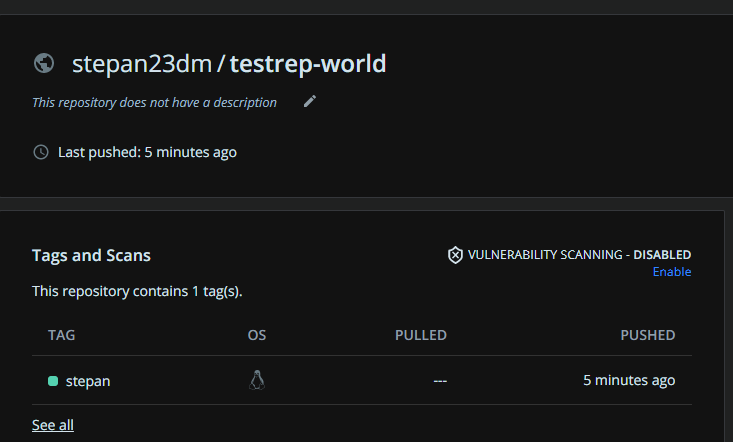 stepan23dm / testrep-world
This repository does not have a description
Last pushed: 5 minutes ago
Tags and Scans
VULNERABILITY SCANNING - DISABLED
Enable
This repository contains 1 tag(s).
TAG OS PULLED PUSHED
stepan --- 5 minutes ago
See all